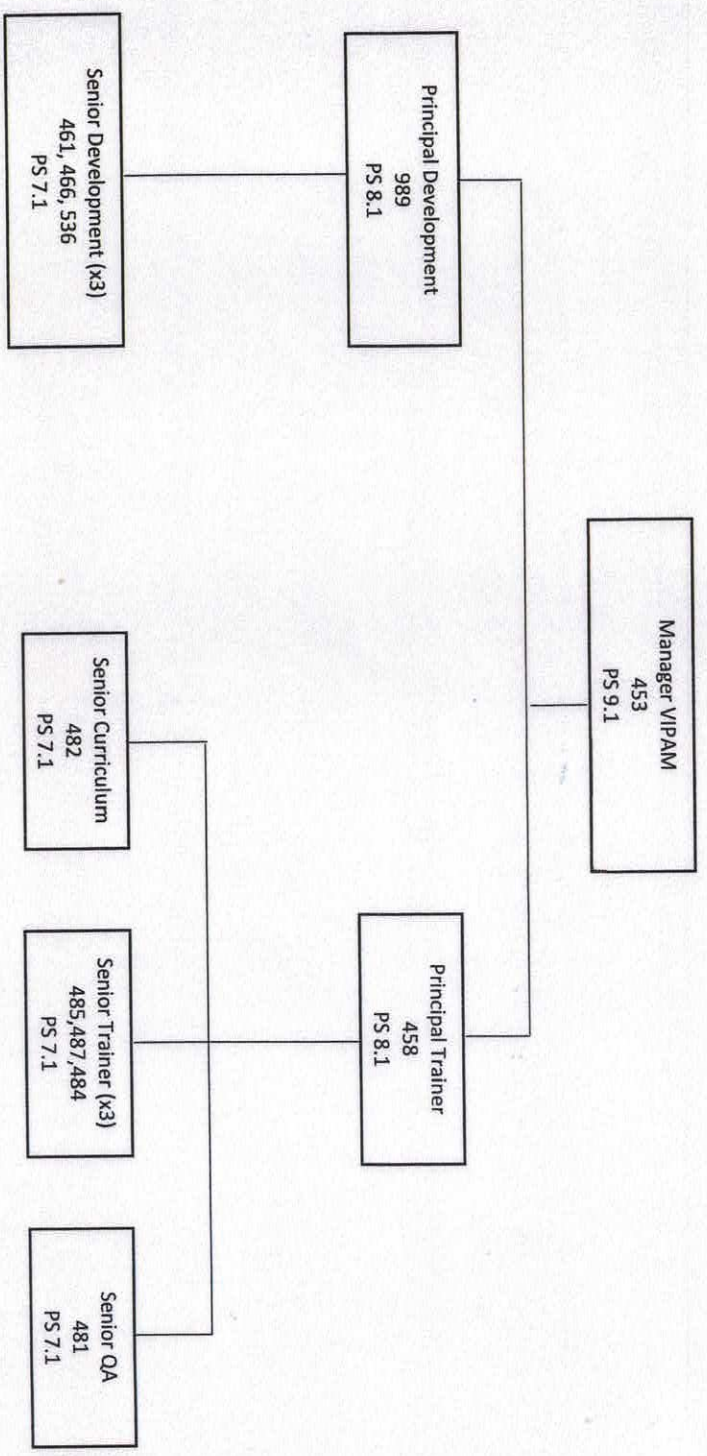 Manager VIPAM
453
PS 9.1
Principal Development
989
PS 8.1
Principal Trainer
458
PS 8.1
Senior Development (x3)
461, 466, 536
PS 7.1
Senior Curriculum
482
PS 7.1
Senior Trainer (x3)
485,487,484
PS 7.1
Senior QA
481
PS 7.1